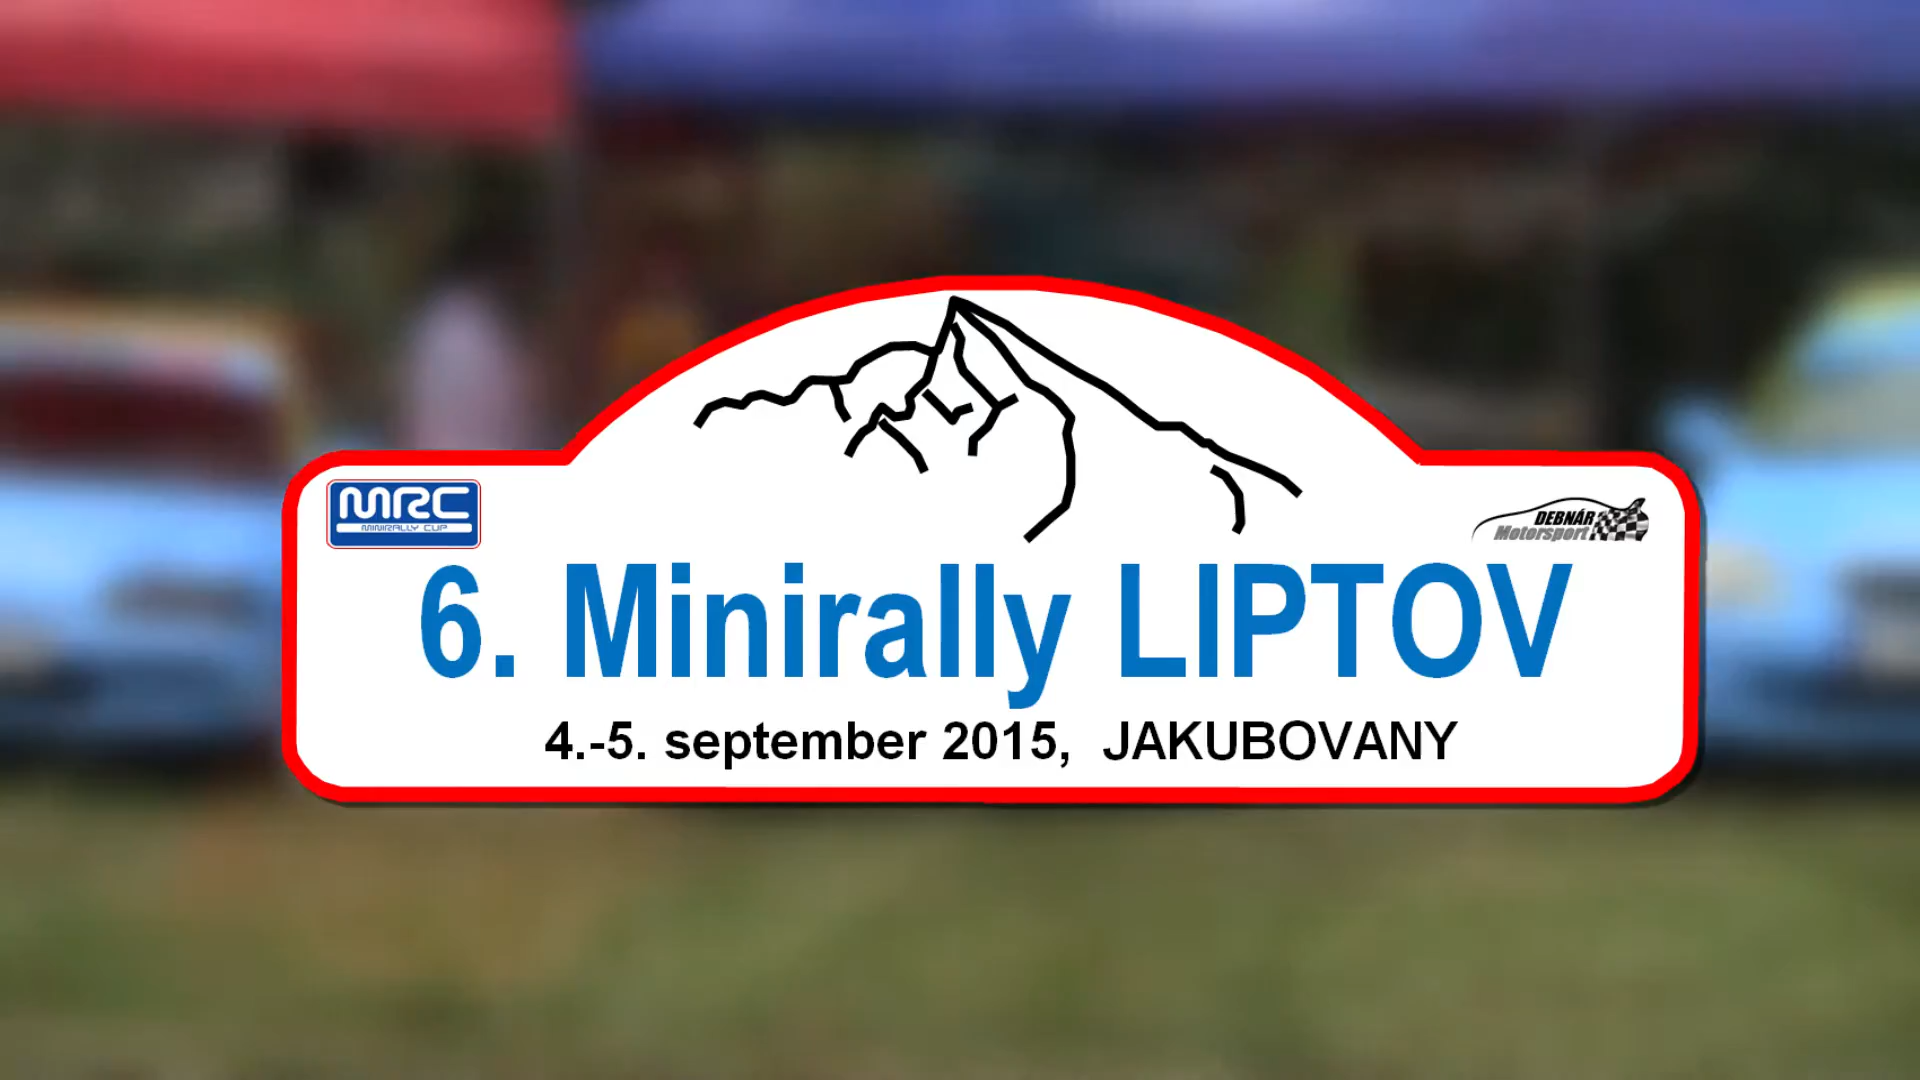 MRC
MINIRALLY CUP
DEBNÁR
Motorsport
6. Minirally LIPTOV
4.-5. september 2015, JAKUBOVANY